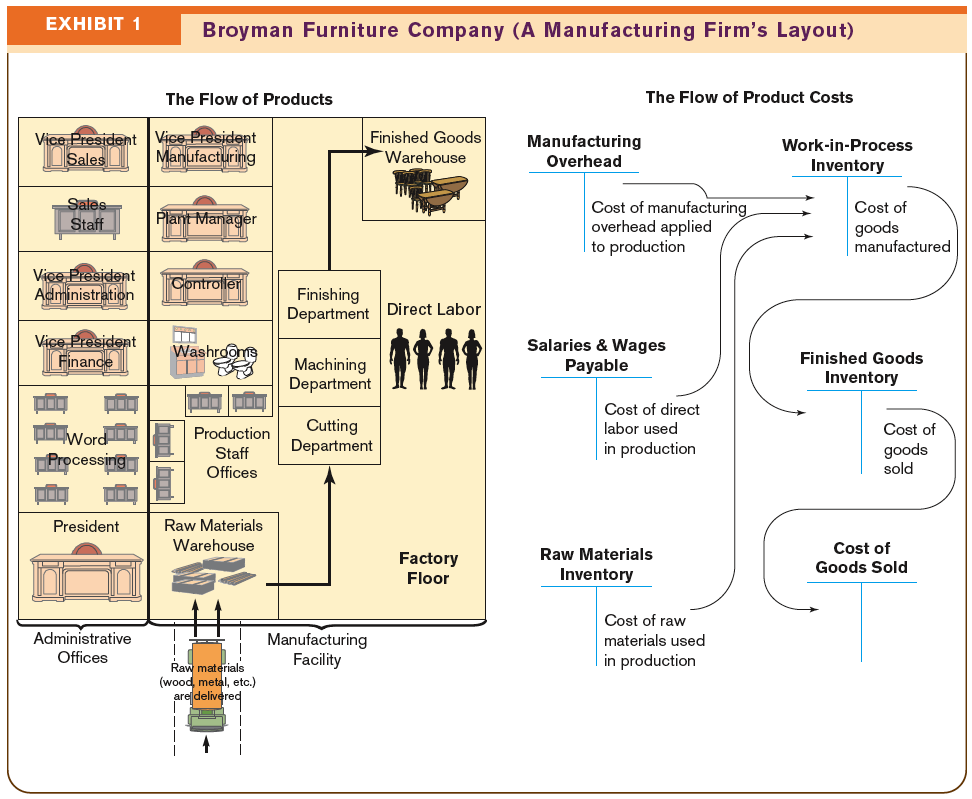 EXHIBIT 1
Broyman Furniture Company (A Manufacturing Firm's Layout)
The Flow of Products
Vice President
Sales
Vice President
Manufacturing
Finished Goods
Warehouse
Sales
Staff
Plant Manager
Vice President
Administration
Controller
Finishing
Department
Direct Labor
Vice President
Finance
Washrooms
Machining
Department
Word
Processing
Production
Staff
Offices
Cutting
Department
President
Raw Materials
Warehouse
Factory
Floor
Administrative
Offices
Manufacturing
Facility
Raw materials
(wood, metal, etc.)
are delivered
The Flow of Product Costs
Manufacturing
Overhead
Cost of manufacturing
overhead applied
to production
Work-in-Process
Inventory
Cost of
goods
manufactured
Salaries & Wages
Payable
Cost of direct
labor used
in production
Finished Goods
Inventory
Cost of
goods
sold
Raw Materials
Inventory
Cost of raw
materials used
in production
Cost of
Goods Sold